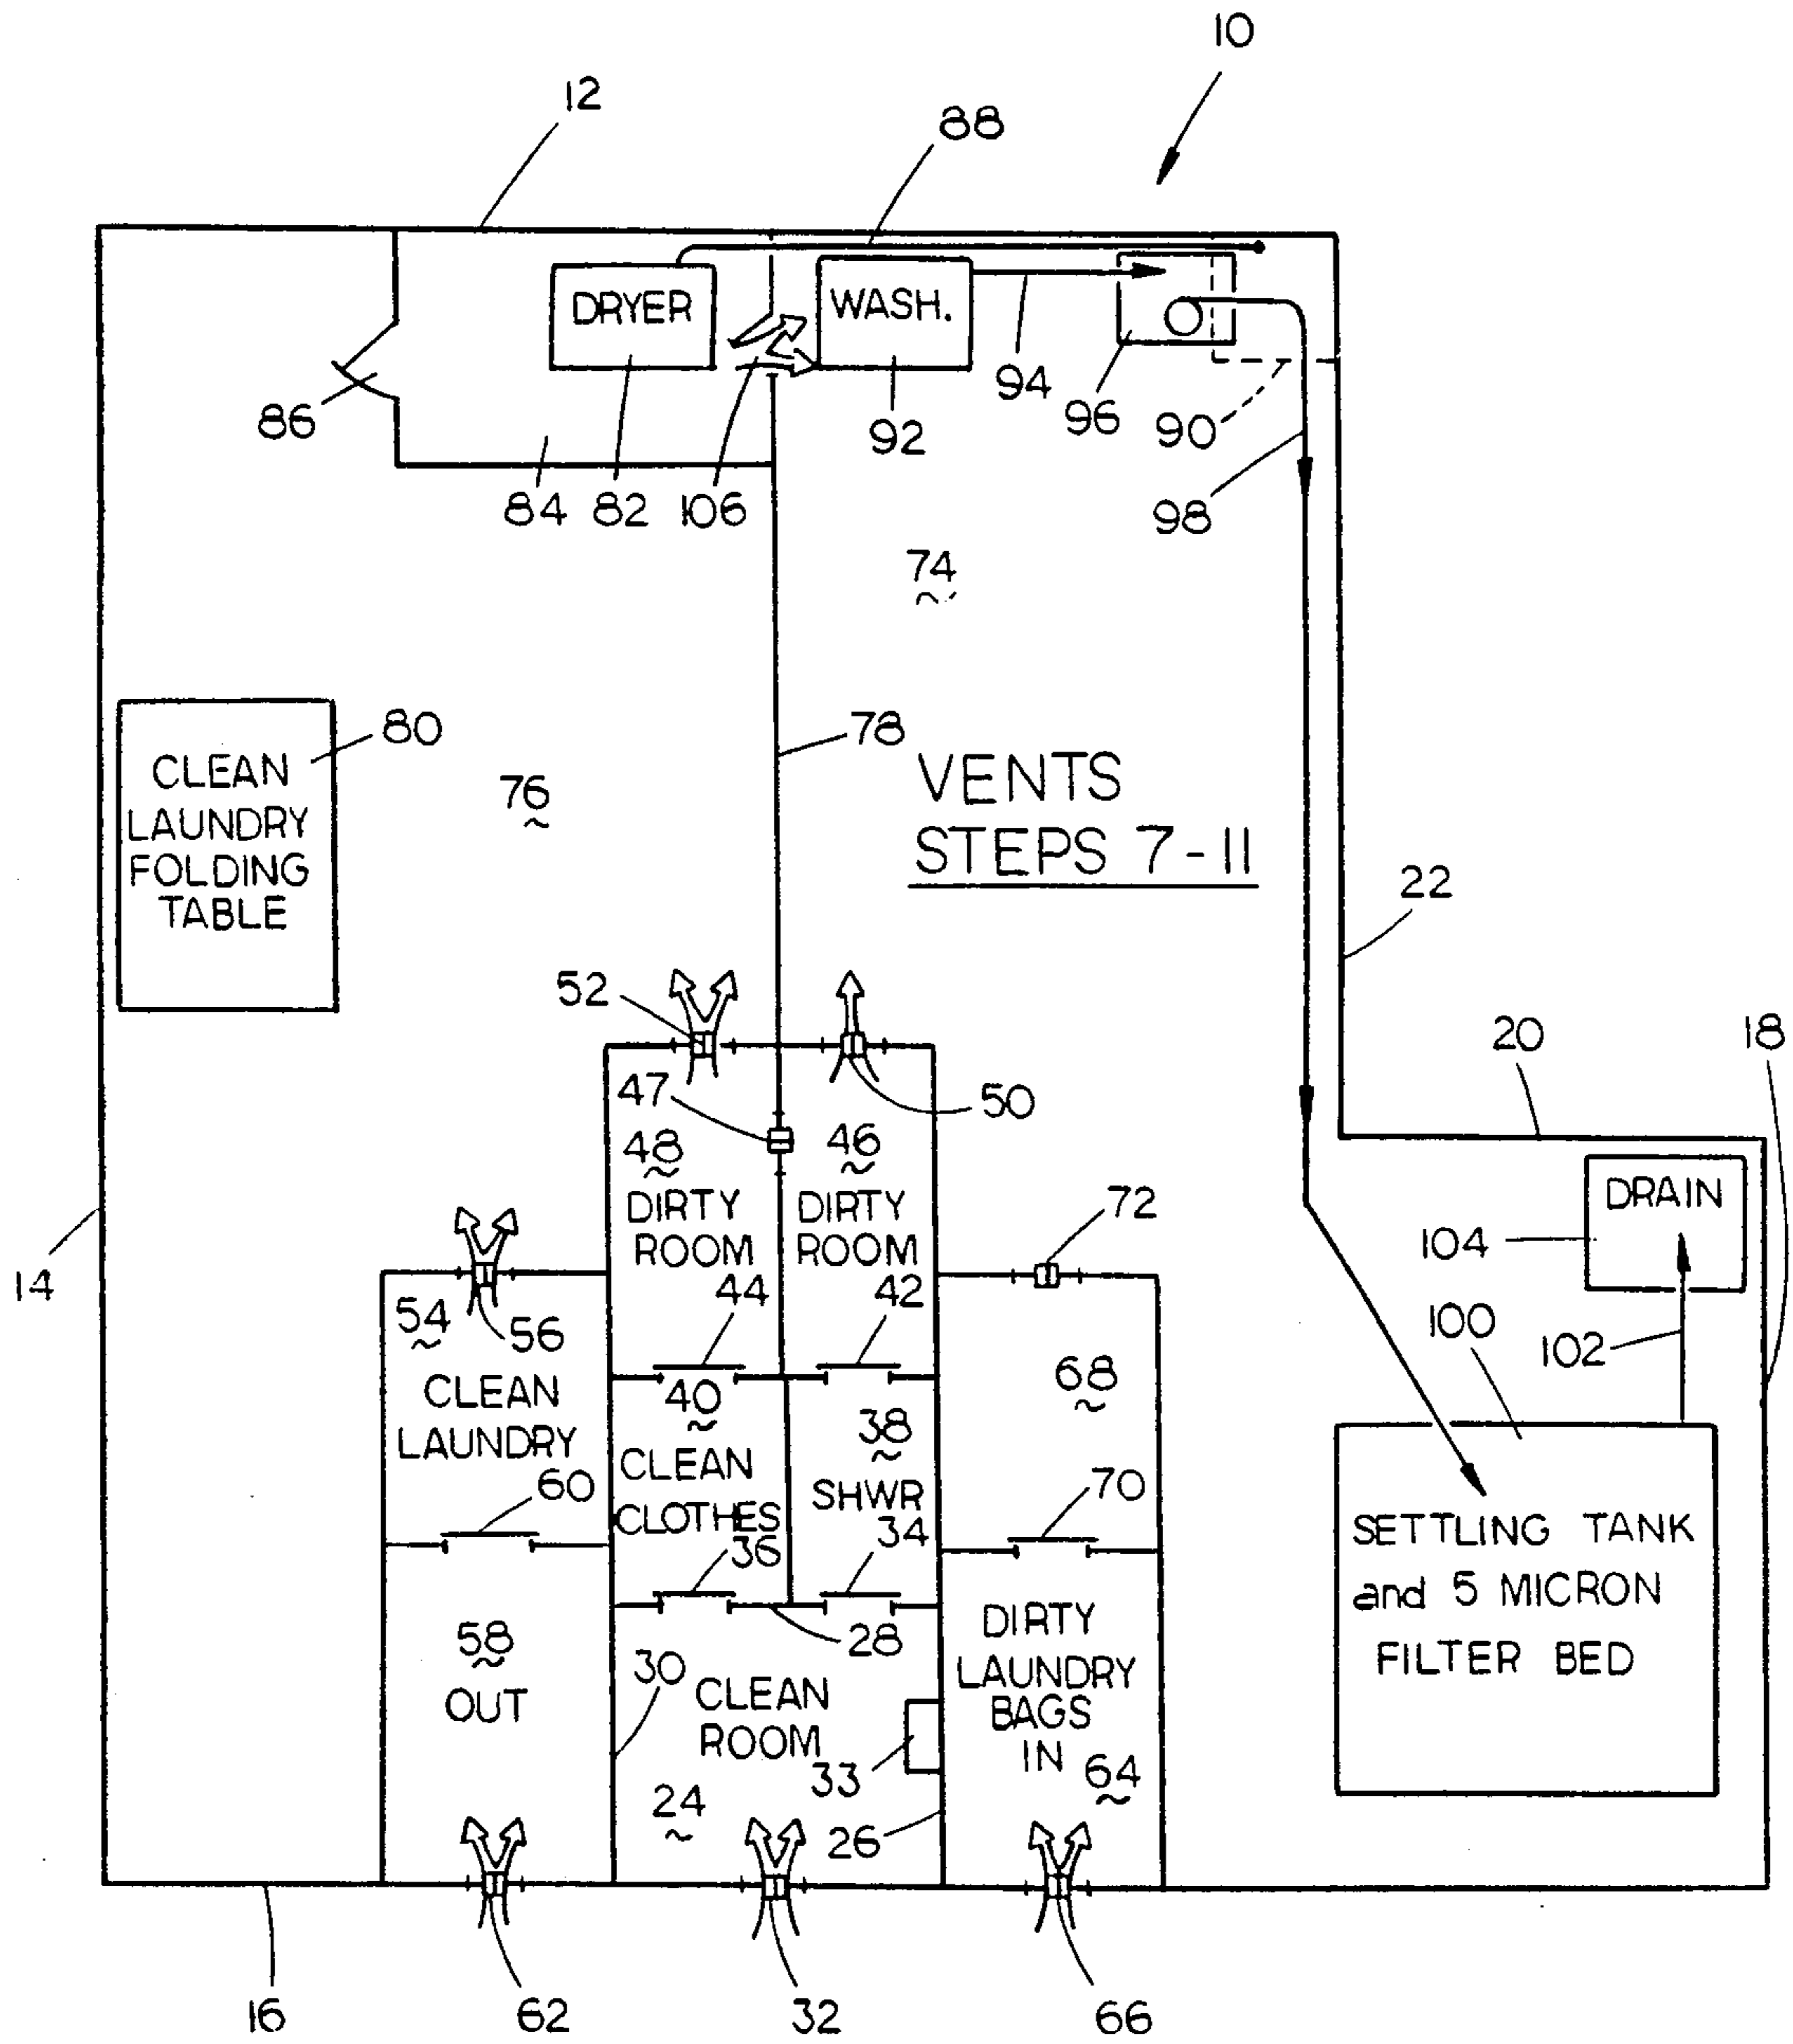 10
12
88
DRYER
WASH.
86
94
96
90
92
84
82
106
98
74
80
CLEAN
LAUNDRY
FOLDING
TABLE
76
78
VENTS
STEPS 7-11
22
52
20
18
47
50
48
DIRTY
ROOM
46
DIRTY
ROOM
72
DRAIN
104
14
54
56
44
42
100
102
CLEAN
LAUNDRY
40
CLEAN
CLOTHES
38
SHWR
68
60
36
34
70
SETTLING TANK
and 5 MICRON
FILTER BED
58
OUT
30
28
CLEAN
ROOM
33
24
26
DIRTY
LAUNDRY
BAGS
IN
64
16
62
32
66